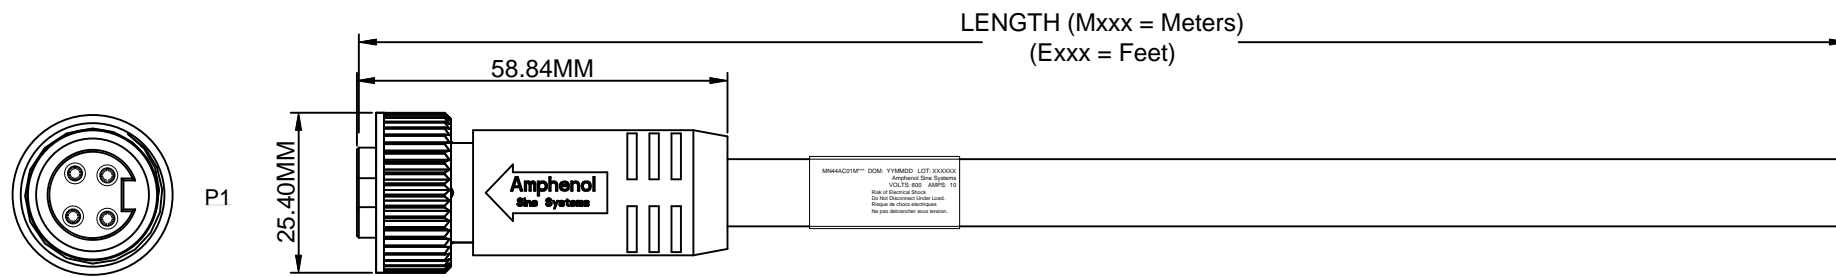 LENGTH (Mxxx = Meters)
(Exxx = Feet)
58.84MM
25.40MM
P1
Amphenol
Sine Systems
MN44AC01M*** DOM: YYMMDD LOT: XXXXXX
Amphenol Sine Systems
VOLTS: 600 AMPS: 10
Risk of Electrical Shock
Do Not Disconnect Under Load.
Risque de chocs electriques
Ne pas debrancher sous tension.